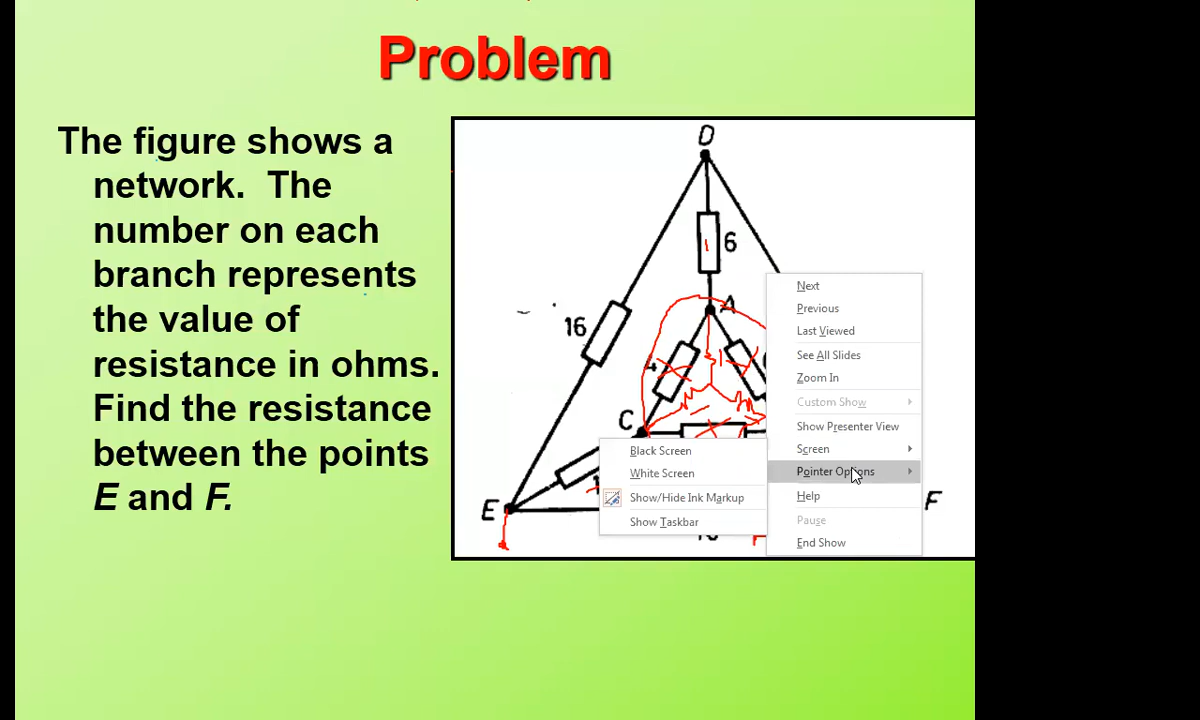 Problem
The figure shows a
network. The
number on each
branch represents
the value of
resistance in ohms.
Find the resistance
between the points
E and F.
D
6
A
16
C
E
F
Next
Previous
Last Viewed
See All Slides
Zoom In
Custom Show
Show Presenter View
Screen
Pointer Options
Help
Pause
End Show
Black Screen
White Screen
Show/Hide Ink Markup
Show Taskbar